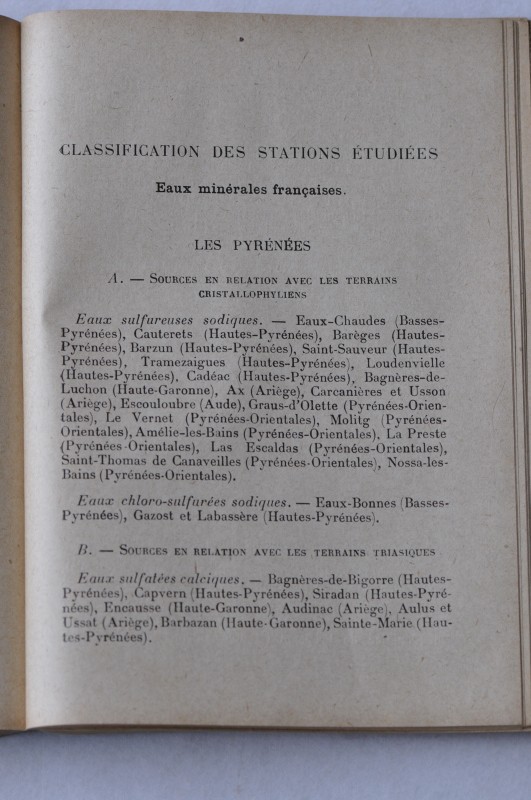 CLASSIFICATION DES STATIONS ÉTUDIÉES
Eaux minérales françaises.
LES PYRÉNÉES
A. — SOURCES EN RELATION AVEC LES TERRAINS
CRISTALLOPHYLIENS
Eaux sulfureuses sodiques. — Eaux-Chaudes (Basses-
Pyrénées), Cauterets (Hautes-Pyrénées), Barèges (Hautes-
Pyrénées), Barzun (Hautes-Pyrénées), Saint-Sauveur (Hautes-
Pyrénées), Tramezaigues (Hautes-Pyrénées), Loudenvielle
(Hautes-Pyrénées), Cadéac (Hautes-Pyrénées), Bagnères-de-
Luchon (Haute-Garonne), Ax (Ariège), Carcanières et Usson
(Ariège), Escouloubre (Aude), Graus-d'Olette (Pyrénées-Orien-
tales), Le Vernet (Pyrénées-Orientales), Molitg (Pyrénées-
Orientales), Amélie-les-Bains (Pyrénées-Orientales), La Preste
(Pyrénées-Orientales), Las Escaldas (Pyrénées-Orientales),
Saint-Thomas de Canaveilles (Pyrénées-Orientales), Nossa-les-
Bains (Pyrénées-Orientales).
Eaux chloro-sulfurées sodiques. — Eaux-Bonnes (Basses-
Pyrénées), Gazost et Labassère (Hautes-Pyrénées).
B. — SOURCES EN RELATION AVEC LES TERRAINS TRIASIQUES
Eaux sulfatées calciques. — Bagnères-de-Bigorre (Hautes-
Pyrénées), Capvern (Hautes-Pyrénées), Siradan (Hautes-Pyré-
nées), Encausse (Haute-Garonne), Audinac (Ariège), Aulus et
Ussat (Ariège), Barbazan (Haute-Garonne), Sainte-Marie (Hau-
tes-Pyrénées).